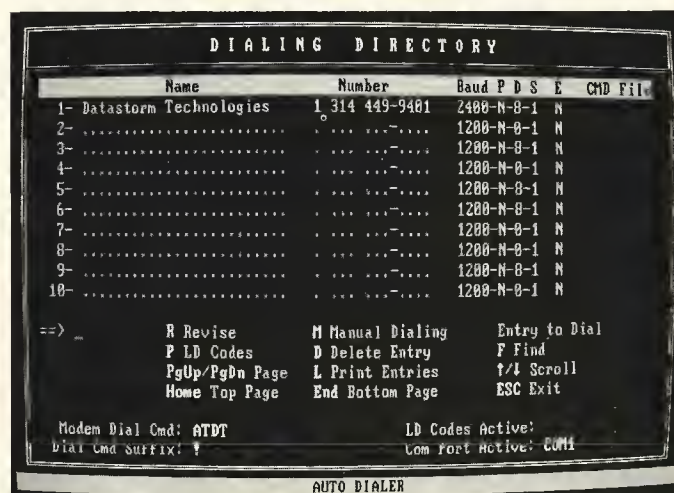 DIALING DIRECTORY
Name Number Baud P D S E CMD File
1- Datastorm Technologies 1 314 449-9401 2400-N-8-1 N
2- .......................... . ... ...-.... 1200-N-8-1 N
3- .......................... . ... ...-.... 1200-N-8-1 N
4- .......................... . ... ...-.... 1200-N-8-1 N
5- .......................... . ... ...-.... 1200-N-8-1 N
6- .......................... . ... ...-.... 1200-N-8-1 N
7- .......................... . ... ...-.... 1200-N-8-1 N
8- .......................... . ... ...-.... 1200-N-8-1 N
9- .......................... . ... ...-.... 1200-N-8-1 N
10- .......................... . ... ...-.... 1200-N-8-1 N
==> _ R Revise M Manual Dialing Entry to Dial
P LD Codes D Delete Entry F Find
PgUp/PgDn Page L Print Entries ↑/↓ Scroll
Home Top Page End Bottom Page ESC Exit
Modem Dial Cmd: ATDT LD Codes Active:
Dial Cmd Suffix: ! Com Port Active: COM1
AUTO DIALER